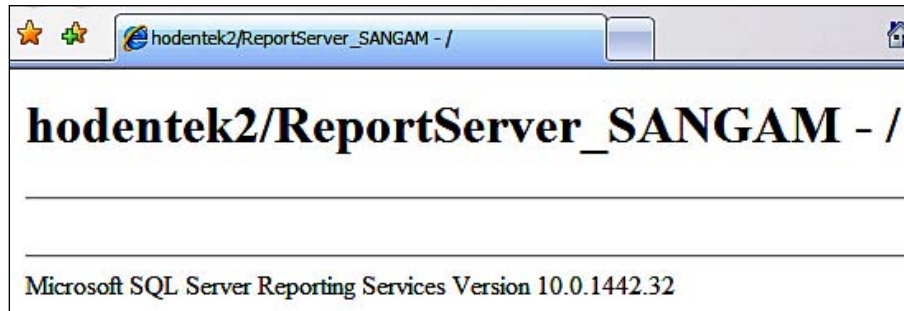 hodentek2/ReportServer_SANGAM - /
hodentek2/ReportServer_SANGAM - /
Microsoft SQL Server Reporting Services Version 10.0.1442.32